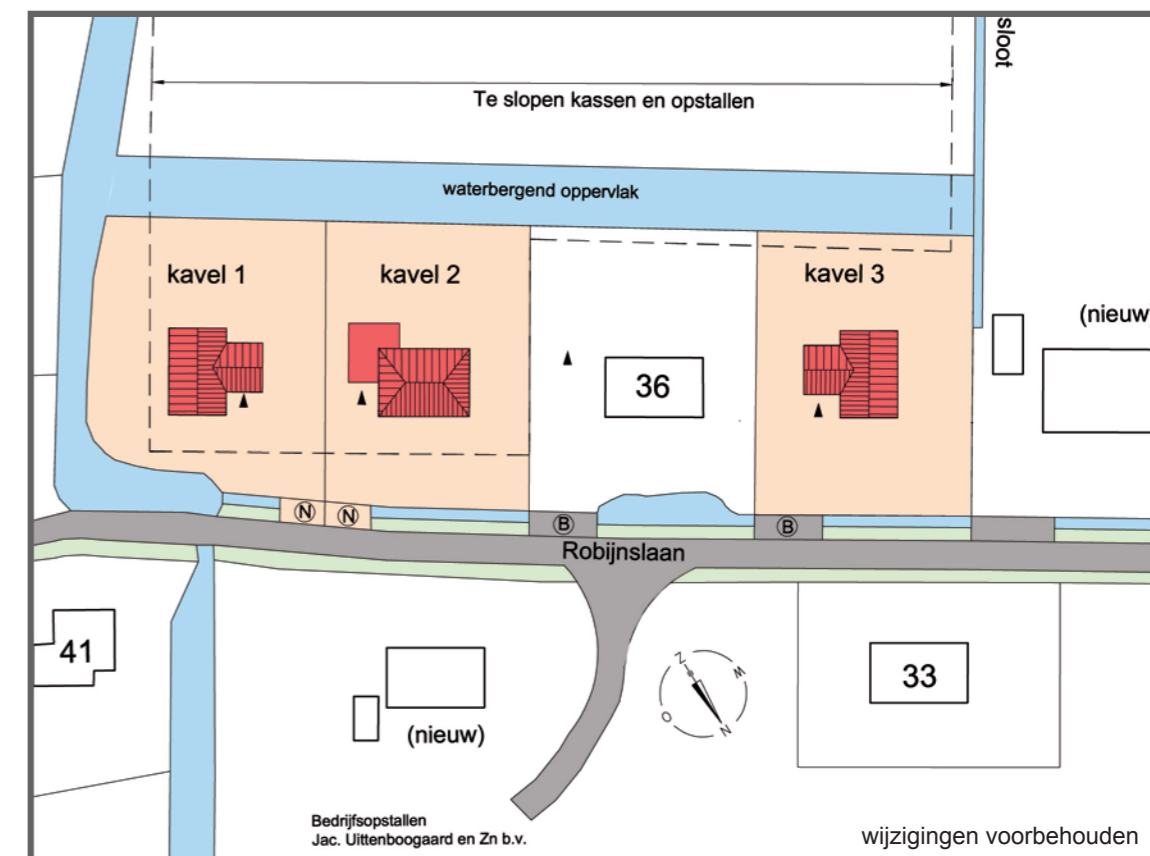 sloot
Te slopen kassen en opstallen
waterbergend oppervlak
kavel 1
kavel 2
kavel 3
(nieuw)
36
N
N
B
B
Robijnslaan
41
33
Z
W
O
N
(nieuw)
Bedrijfsopstallen
Jac. Uittenboogaard en Zn b.v.
wijzigingen voorbehouden